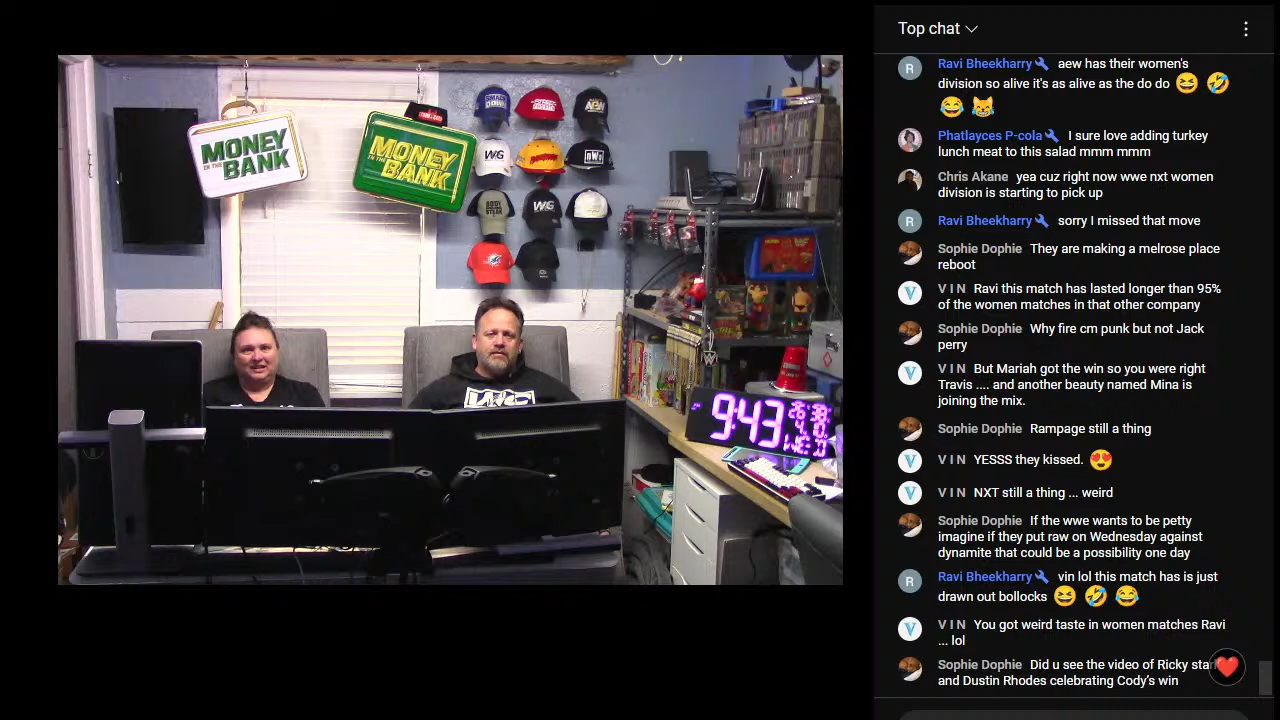 Top chat
Ravi Bheekharry aew has their women's
division so alive it's as alive as the do do
Phatlayces P-cola I sure love adding turkey
lunch meat to this salad mmm mmm
Chris Akane yea cuz right now wwe nxt women
division is starting to pick up
Ravi Bheekharry sorry I missed that move
Sophie Dophie They are making a melrose place
reboot
V I N Ravi this match has lasted longer than 95%
of the women matches in that other company
Sophie Dophie Why fire cm punk but not Jack
perry
V I N But Mariah got the win so you were right
Travis .... and another beauty named Mina is
joining the mix.
Sophie Dophie Rampage still a thing
V I N YESSS they kissed.
V I N NXT still a thing ... weird
Sophie Dophie If the wwe wants to be petty
imagine if they put raw on Wednesday against
dynamite that could be a possibility one day
Ravi Bheekharry vin lol this match has is just
drawn out bollocks
V I N You got weird taste in women matches Ravi
... lol
Sophie Dophie Did u see the video of Ricky star
and Dustin Rhodes celebrating Cody's win
MONEY
IN THE BANK
MONEY
IN THE BANK
nWo
9:43